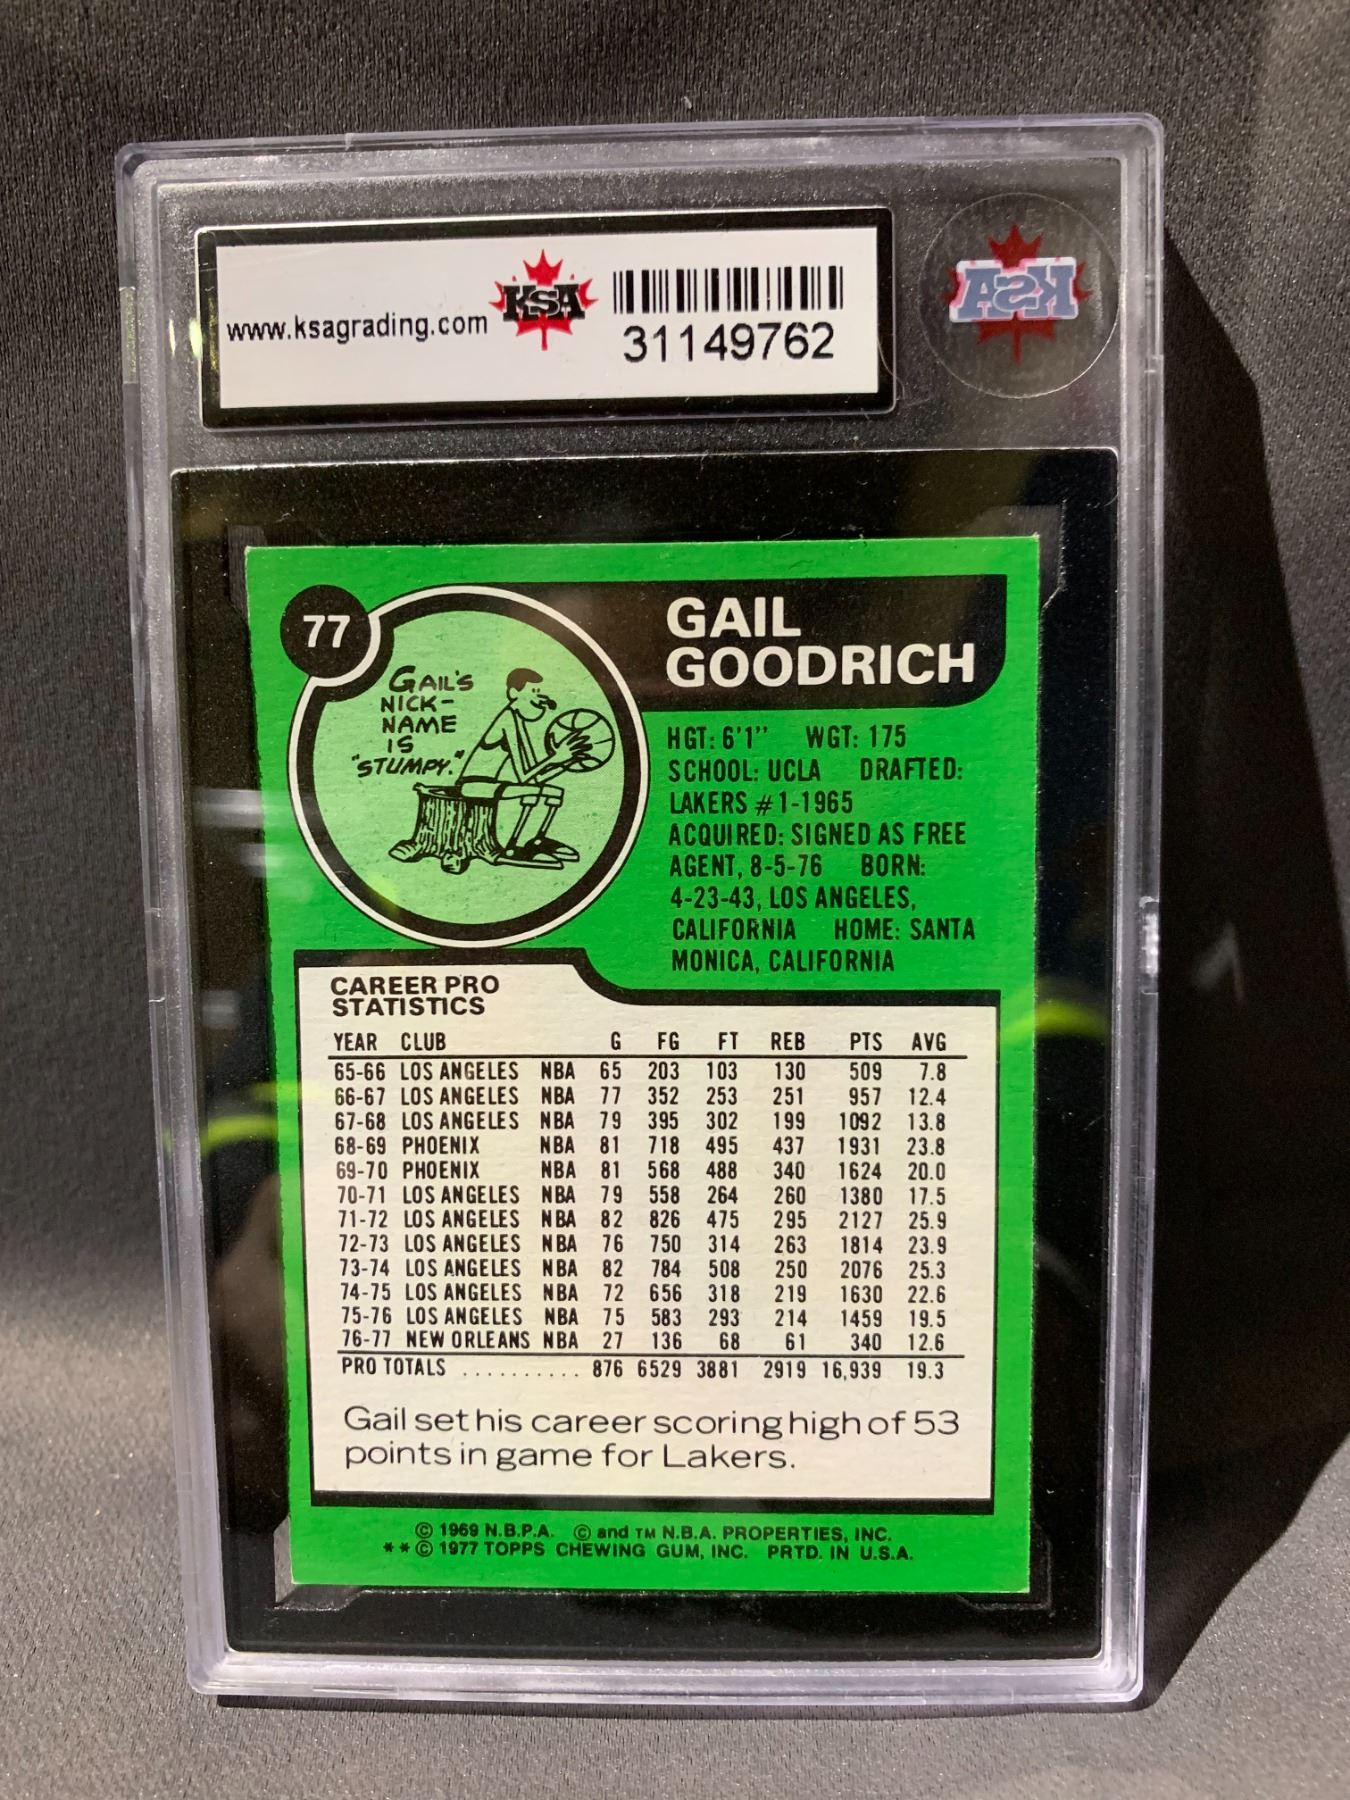 www.ksagrading.com
KSA
31149762
KSA
77
GAIL'S
NICK-
NAME
IS
"STUMPY."
GAIL
GOODRICH
HGT: 6'1" WGT: 175
SCHOOL: UCLA DRAFTED:
LAKERS #1-1965
ACQUIRED: SIGNED AS FREE
AGENT, 8-5-76 BORN:
4-23-43, LOS ANGELES,
CALIFORNIA HOME: SANTA
MONICA, CALIFORNIA
CAREER PRO
STATISTICS
YEAR CLUB G FG FT REB PTS AVG
65-66 LOS ANGELES NBA 65 203 103 130 509 7.8
66-67 LOS ANGELES NBA 77 352 253 251 957 12.4
67-68 LOS ANGELES NBA 79 395 302 199 1092 13.8
68-69 PHOENIX NBA 81 718 495 437 1931 23.8
69-70 PHOENIX NBA 81 568 488 340 1624 20.0
70-71 LOS ANGELES NBA 79 558 264 260 1380 17.5
71-72 LOS ANGELES NBA 82 826 475 295 2127 25.9
72-73 LOS ANGELES NBA 76 750 314 263 1814 23.9
73-74 LOS ANGELES NBA 82 784 508 250 2076 25.3
74-75 LOS ANGELES NBA 72 656 318 219 1630 22.6
75-76 LOS ANGELES NBA 75 583 293 214 1459 19.5
76-77 NEW ORLEANS NBA 27 136 68 61 340 12.6
PRO TOTALS .......... 876 6529 3881 2919 16,939 19.3
Gail set his career scoring high of 53
points in game for Lakers.
© 1969 N.B.P.A. © and TM N.B.A. PROPERTIES, INC.
**© 1977 TOPPS CHEWING GUM, INC. PRTD. IN U.S.A.